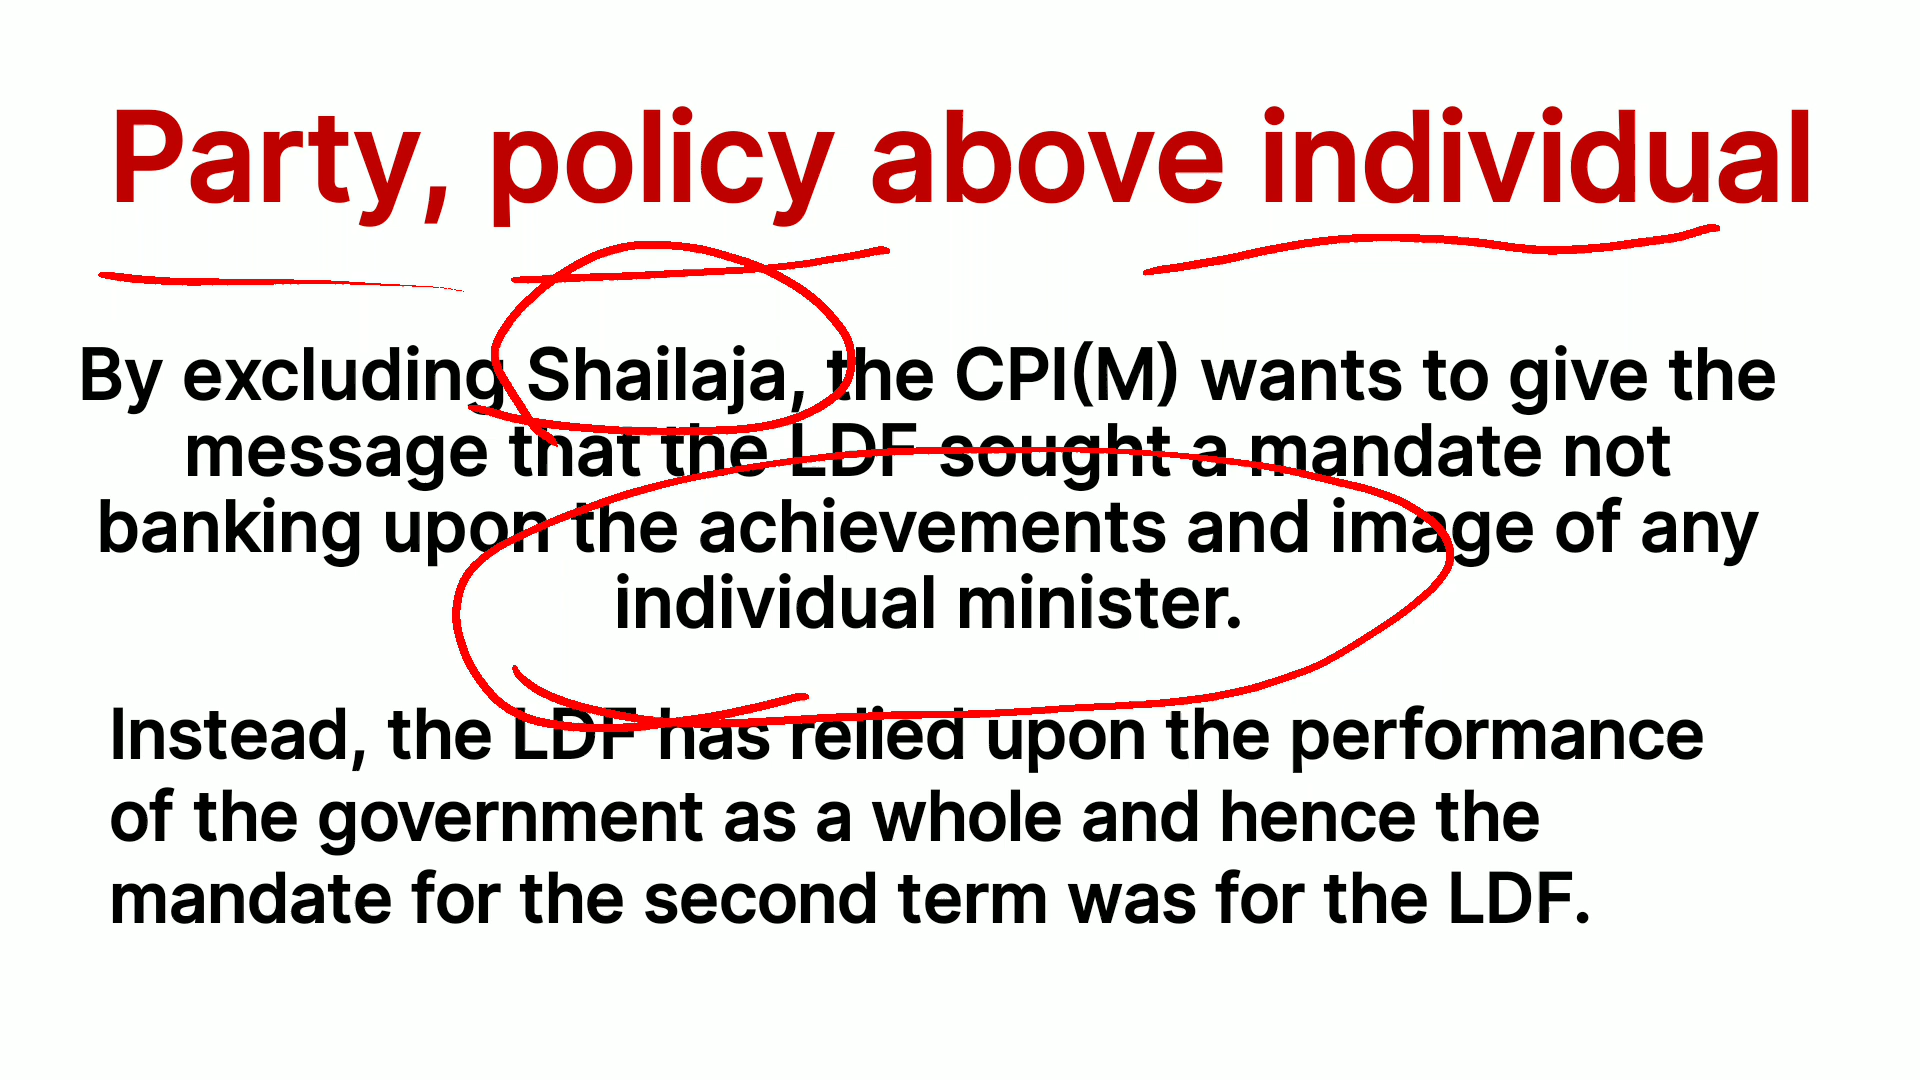 Party, policy above individual
By excluding Shailaja, the CPI(M) wants to give the
message that the LDF sought a mandate not
banking upon the achievements and image of any
individual minister.
Instead, the LDF has relied upon the performance
of the government as a whole and hence the
mandate for the second term was for the LDF.